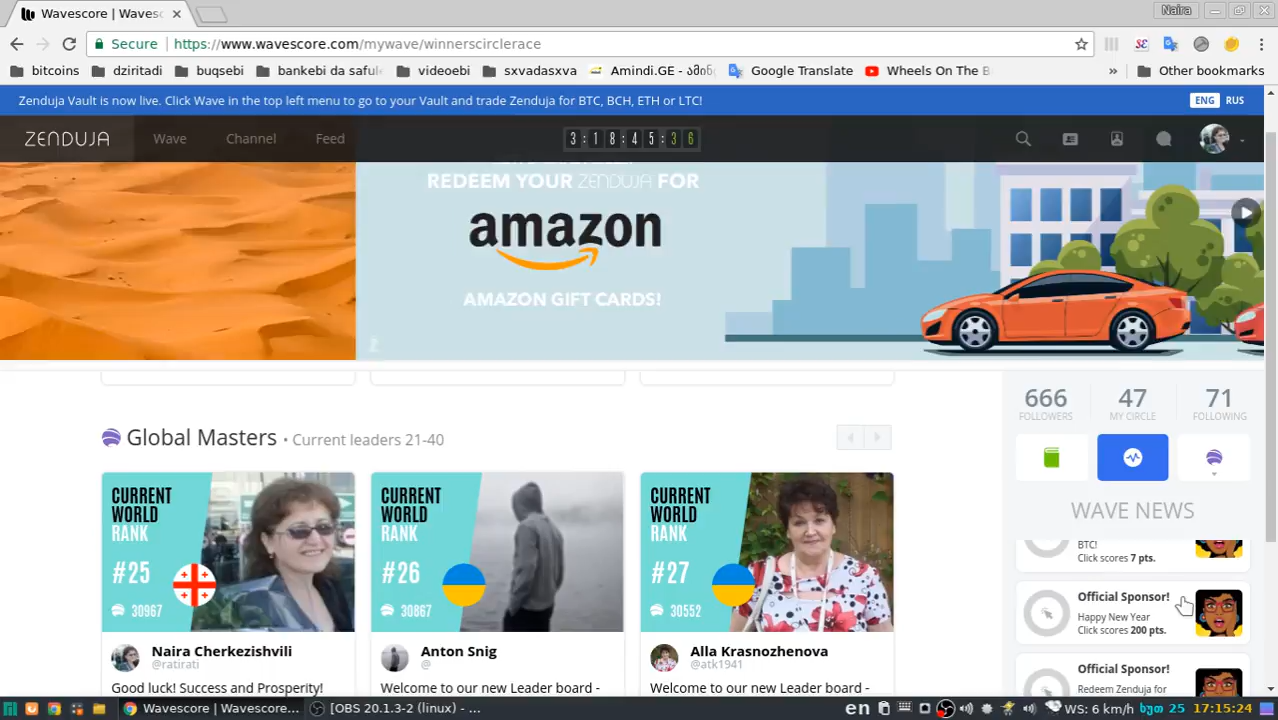 Wavescore | Wavesc
Naira
Secure
https://www.wavescore.com/mywave/winnerscirclerace
SE
bitcoins
dziritadi
buqsebi
bankebi da safule
videoebi
sxvadasxva
Amindi.GE - ამინ
Google Translate
Wheels On The B
»
Other bookmarks
Zenduja Vault is now live. Click Wave in the top left menu to go to your Vault and trade Zenduja for BTC, BCH, ETH or LTC!
ENG
RUS
ZENDUJA
Wave
Channel
Feed
3:18:45:36
REDEEM YOUR ZENDUJA FOR
amazon
AMAZON GIFT CARDS!
2
666
47
71
FOLLOWERS
MY CIRCLE
FOLLOWING
Global Masters • Current leaders 21-40
WAVE NEWS
BTC!
Click scores 7 pts.
Official Sponsor!
Happy New Year
Click scores 200 pts.
Official Sponsor!
Redeem Zenduja for
CURRENT
WORLD
RANK
#25
30967
CURRENT
WORLD
RANK
#26
30867
CURRENT
WORLD
RANK
#27
30552
Naira Cherkezishvili
@ratirati
Good luck! Success and Prosperity!
Anton Snig
@
Welcome to our new Leader board -
Alla Krasnozhenova
@atk1941
Welcome to our new Leader board -
Wavescore | Wavesc...
[OBS 20.1.3-2 (linux) - ...
en
WS: 6 km/h
ხუთ 25
17:15:24